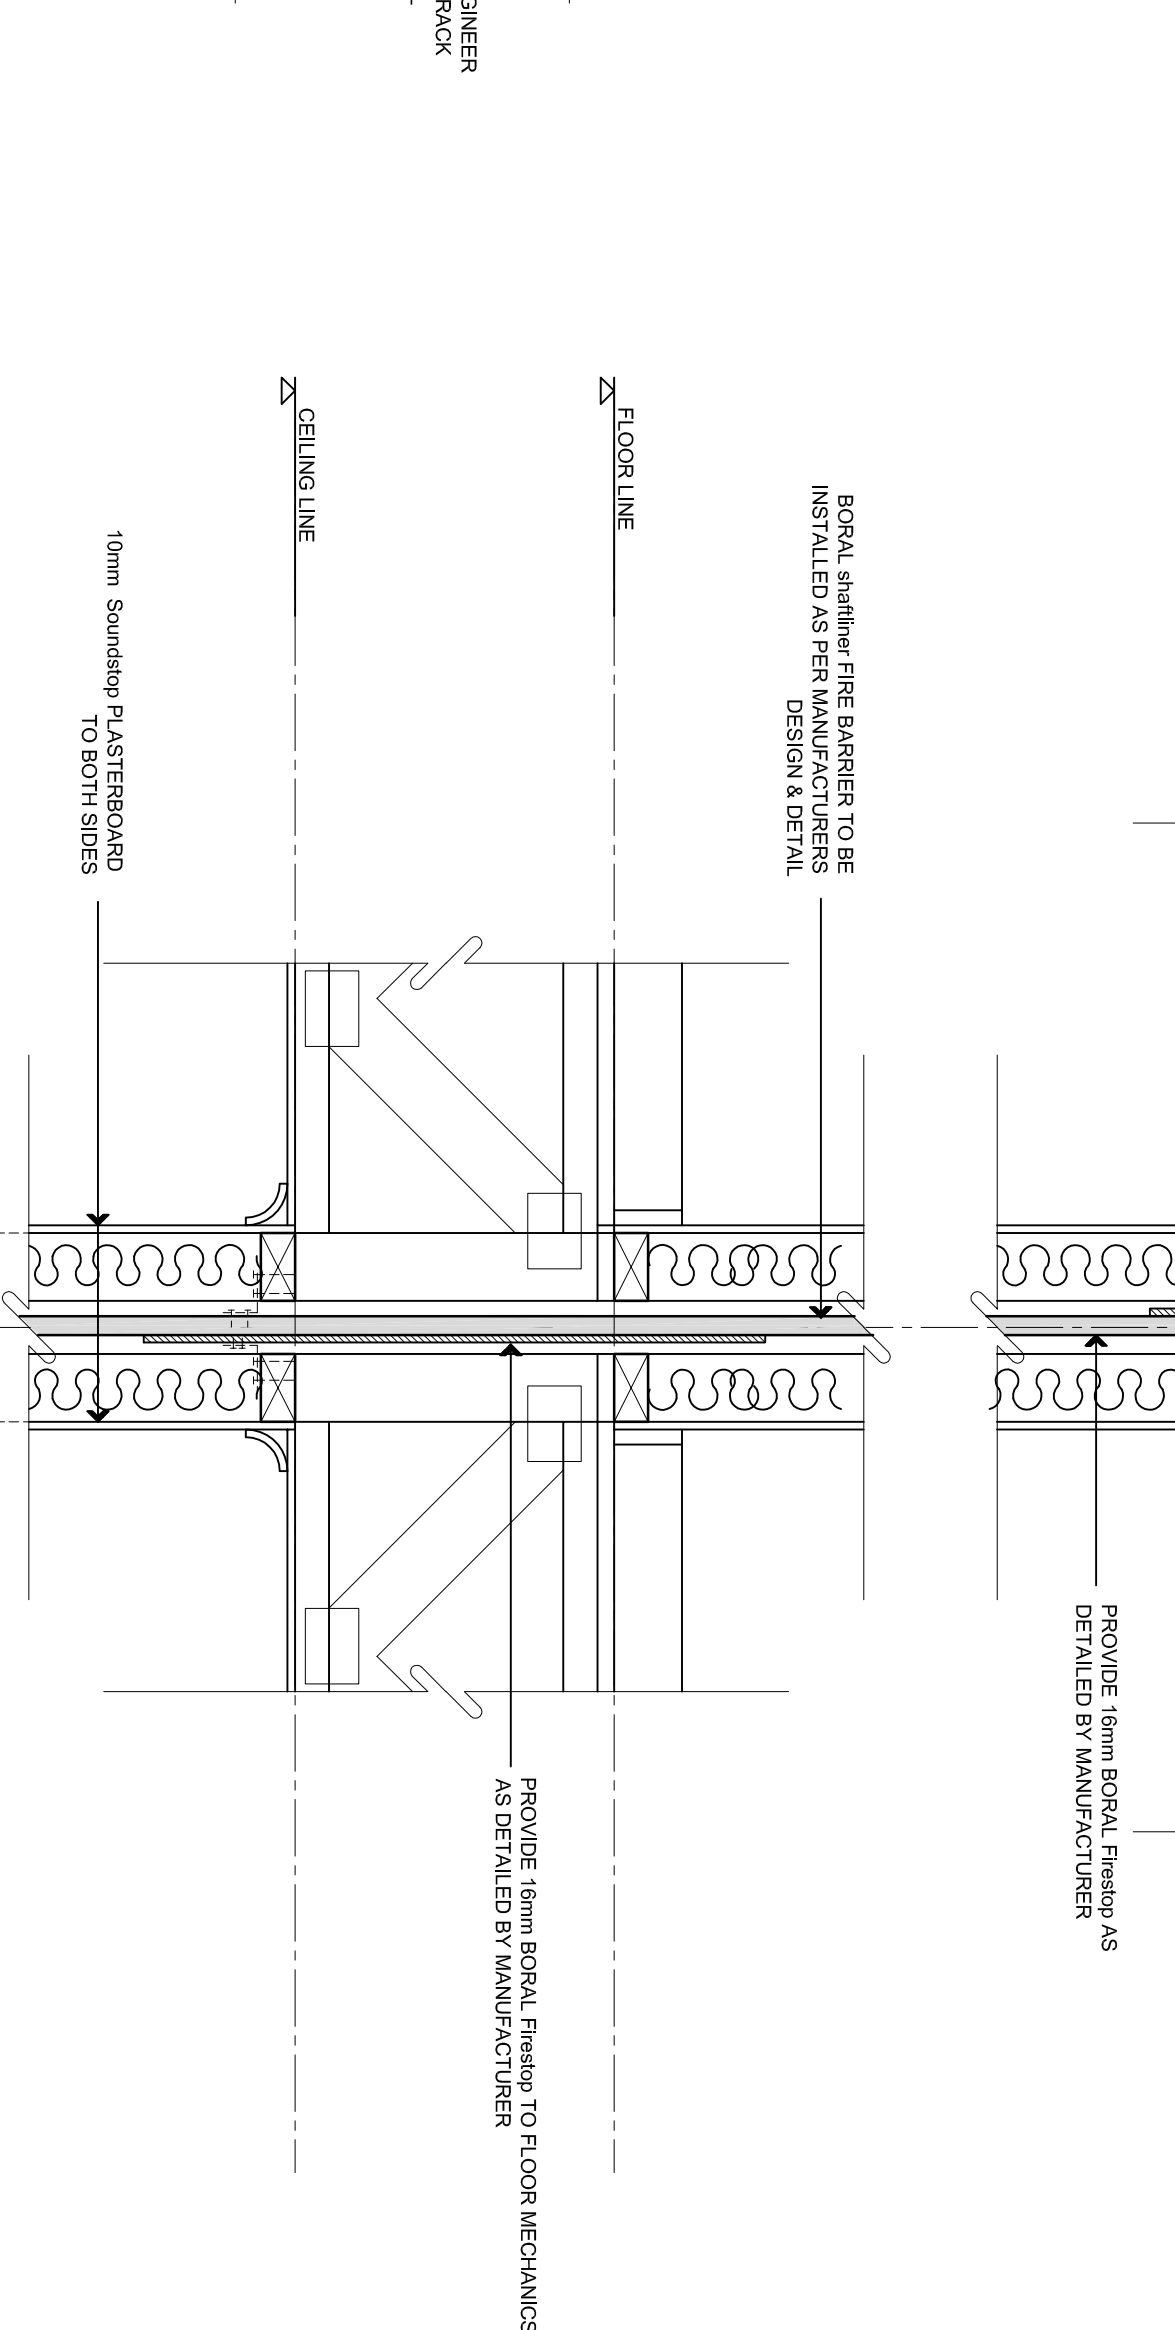 PROVIDE 16mm BORAL Firestop AS
DETAILED BY MANUFACTURER
BORAL shaftliner FIRE BARRIER TO BE
INSTALLED AS PER MANUFACTURERS
DESIGN & DETAIL
FLOOR LINE
PROVIDE 16mm BORAL Firestop TO FLOOR MECHANICS
AS DETAILED BY MANUFACTURER
GINEER
RACK
CEILING LINE
10mm Soundstop PLASTERBOARD
TO BOTH SIDES